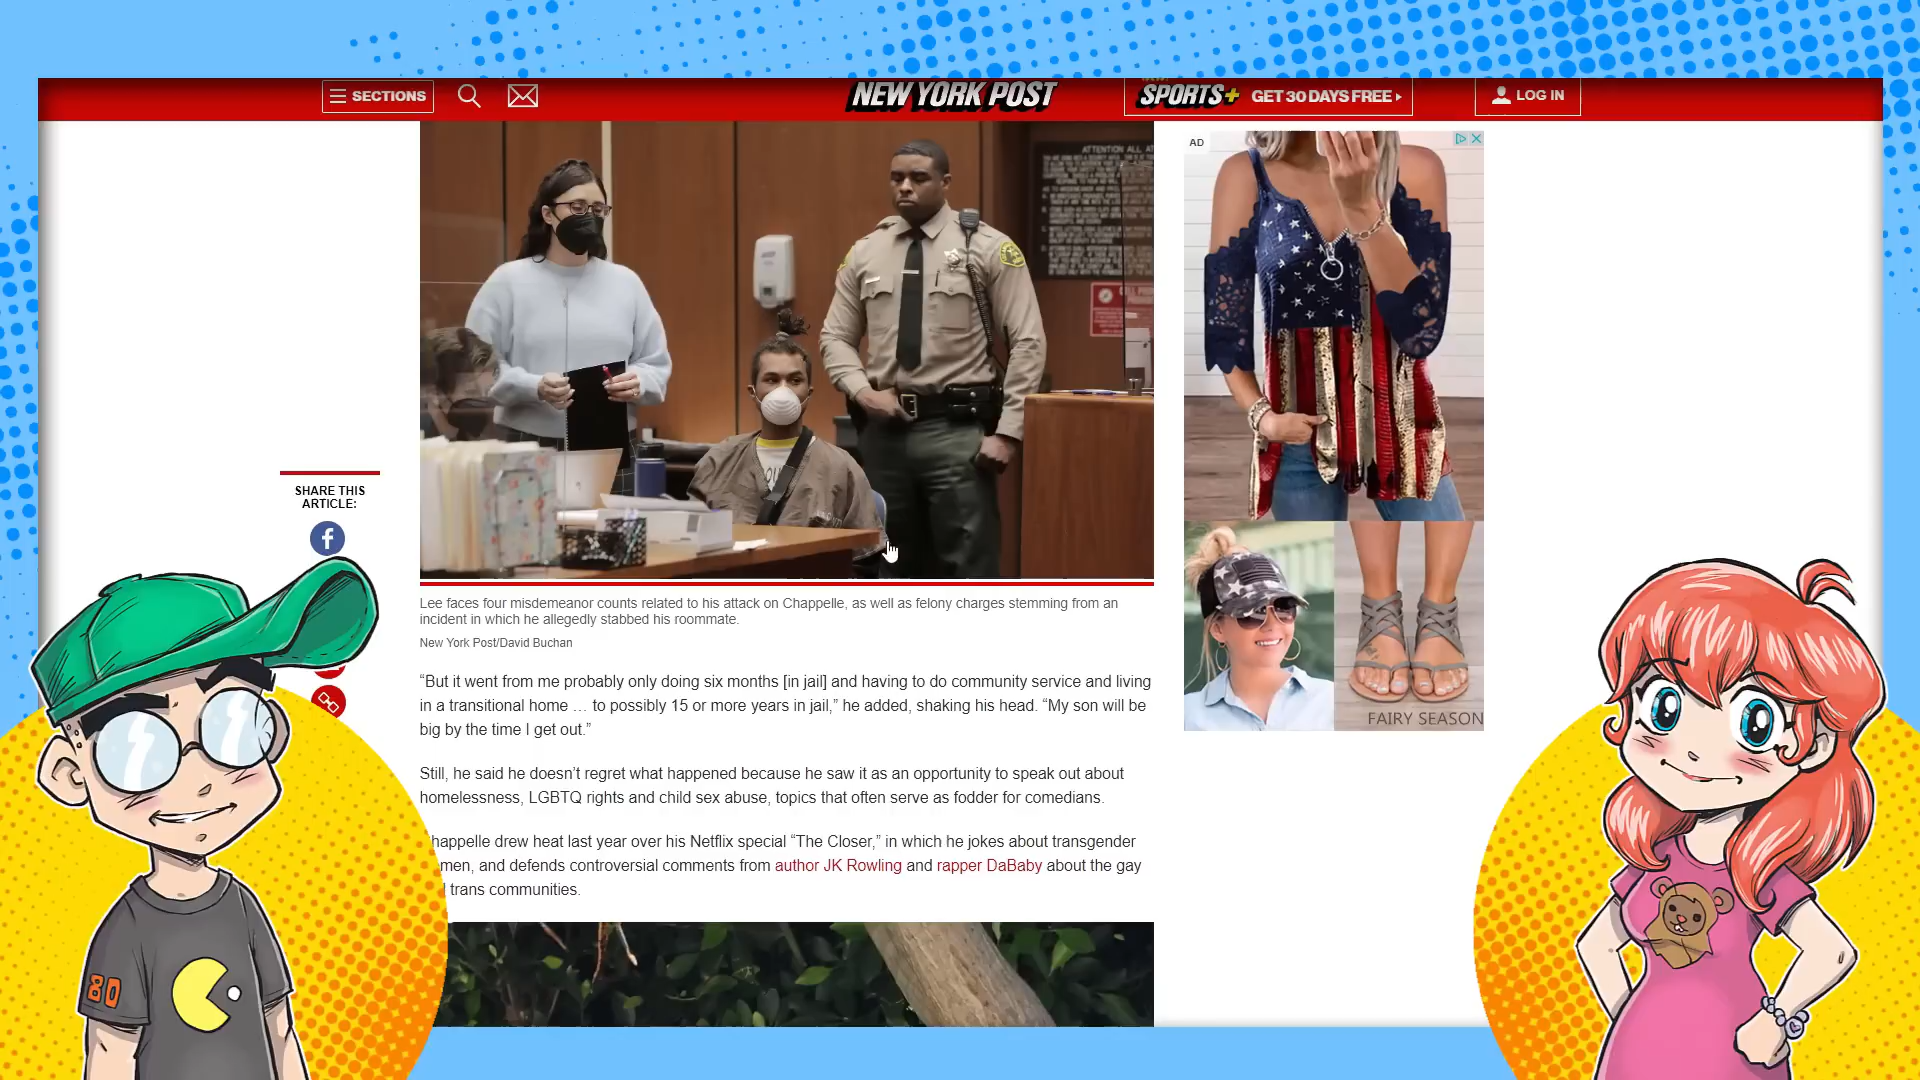 SECTIONS
NEW YORK POST
SPORTS+ GET 30 DAYS FREE
LOG IN
ATTENTION ALL
AD
SHARE THIS
ARTICLE:
Lee faces four misdemeanor counts related to his attack on Chappelle, as well as felony charges stemming from an
incident in which he allegedly stabbed his roommate.
New York Post/David Buchan
“But it went from me probably only doing six months [in jail] and having to do community service and living
in a transitional home … to possibly 15 or more years in jail,” he added, shaking his head. “My son will be
big by the time I get out.”
Still, he said he doesn’t regret what happened because he saw it as an opportunity to speak out about
homelessness, LGBTQ rights and child sex abuse, topics that often serve as fodder for comedians.
happelle drew heat last year over his Netflix special “The Closer,” in which he jokes about transgender
men, and defends controversial comments from author JK Rowling and rapper DaBaby about the gay
trans communities.
FAIRY SEASON
80